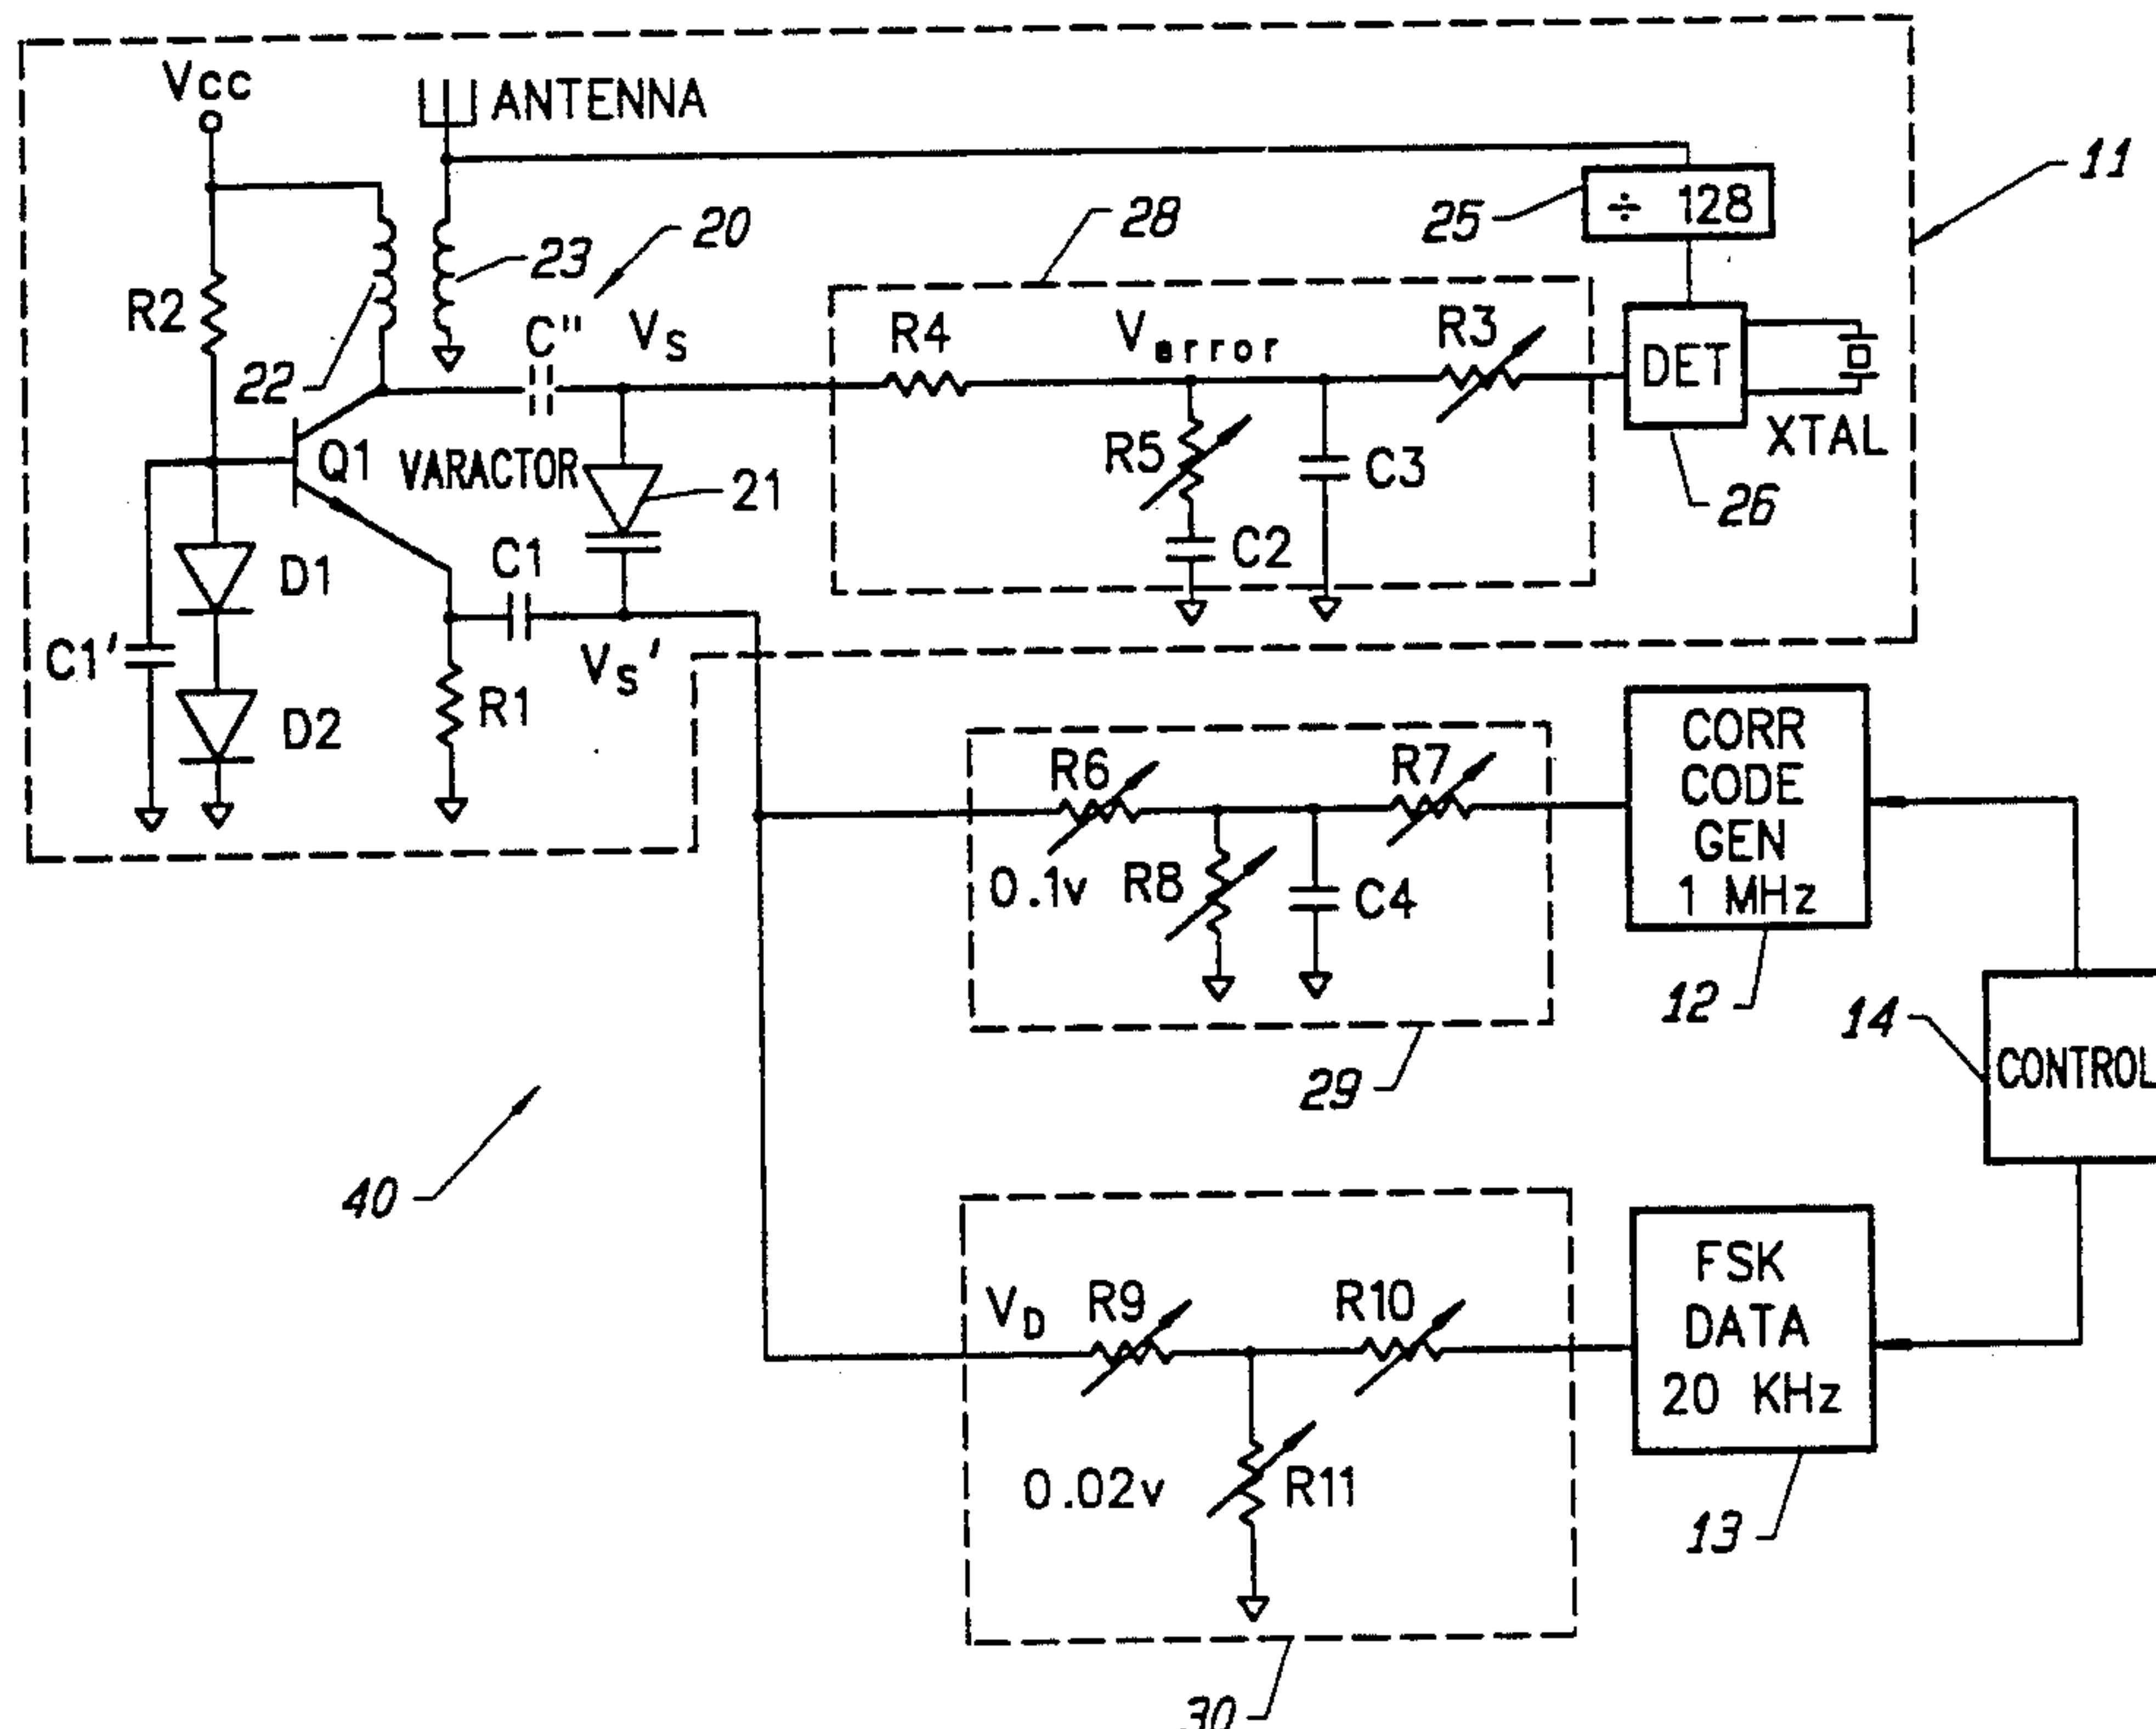 Vcc
ANTENNA
11
÷ 128
25
28
20
23
R2
C"
VS
R4
Verror
R3
22
DET
Q1
VARACTOR
21
R5
C3
XTAL
26
C1
C2
D1
C1'
VS'
R1
D2
R6
R7
CORR
CODE
GEN
1 MHz
0.1v
R8
C4
12
14
CONTROL
29
40
FSK
DATA
20 KHz
VD
R9
R10
0.02v
R11
13
30